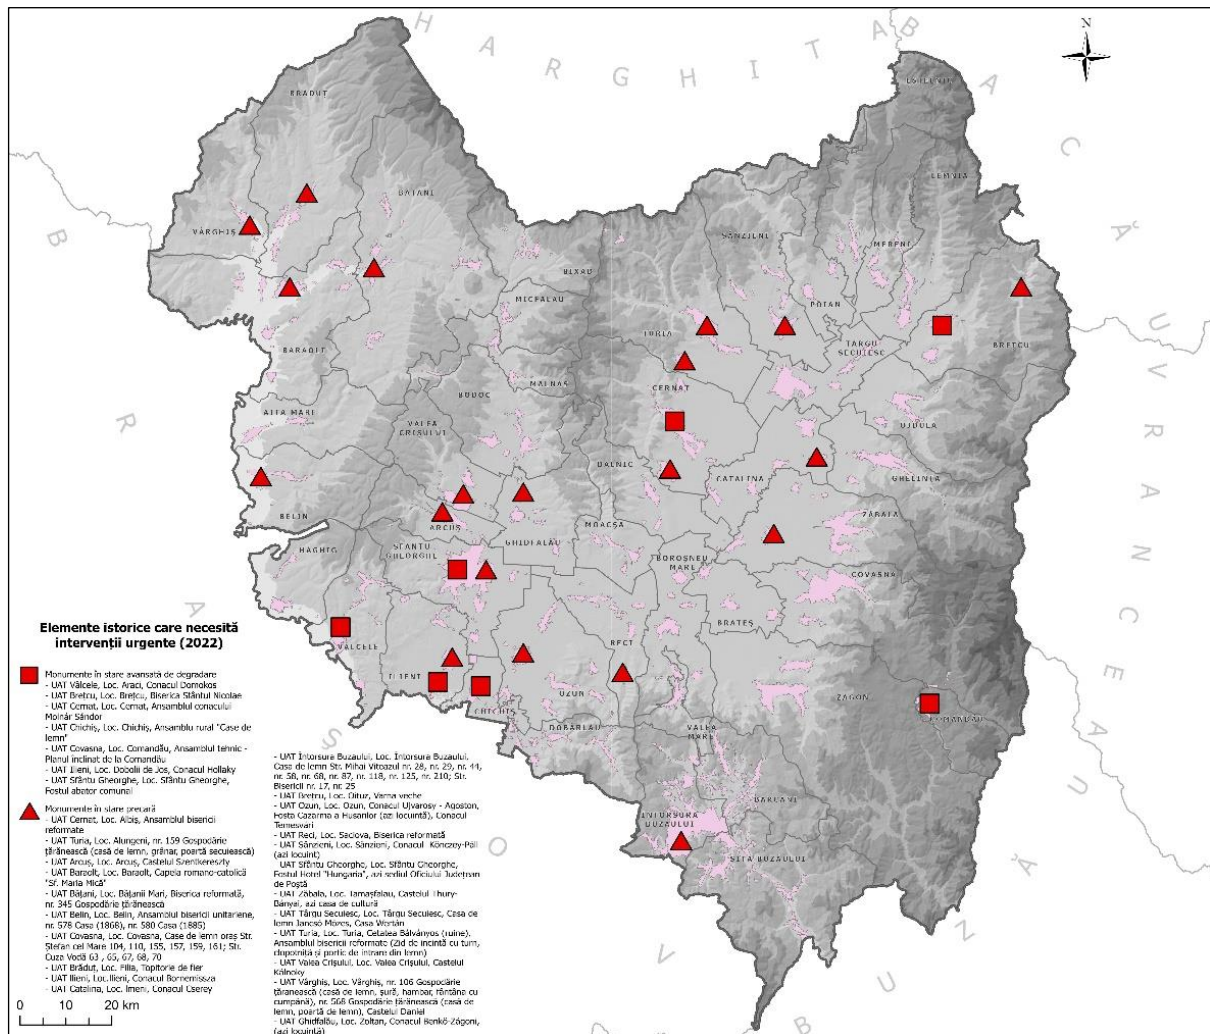 H A R G H I T A
B A C Ă U
V R A N C E A
B U Z Ă U
B R A Ș O V
N
ESTELNIC
BRĂDUȚ
LEMNIA
BĂȚANI
VÂRGHIȘ
SÂNZIENI
MERENI
BIXAD
MICFALĂU
POIAN
TURIA
BREȚCU
TÂRGU
SECUIESC
BARAOLT
MALNAȘ
CERNAT
BODOC
AITA MARE
VALEA
CRIȘULUI
OJDULA
DALNIC
CATALINA
GHELINȚA
BELIN
ARCUȘ
ZĂBALA
MOACȘA
GHIDFALĂU
HĂGHIG
SFÂNTU
GHEORGHE
BOROȘNEU
MARE
COVASNA
BRATEȘ
VÂLCELE
RECI
ILIENI
OZUN
ZAGON
CHICHIȘ
COMANDĂU
DOBÂRLĂU
VALEA
MARE
BARCANI
ÎNTORSURA
BUZĂULUI
SITA BUZĂULUI
Elemente istorice care necesită
intervenții urgente (2022)
Monumente în stare avansată de degradare
- UAT Vâlcele, Loc. Araci, Conacul Domokos
- UAT Brețcu, Loc. Brețcu, Biserica Sfântul Nicolae
- UAT Cernat, Loc. Cernat, Ansamblul conacului
Molnár Sándor
- UAT Chichiș, Loc. Chichiș, Ansamblu rural "Case de
lemn"
- UAT Covasna, Loc. Comandău, Ansamblul tehnic -
Planul înclinat de la Comandău
- UAT Ilieni, Loc. Dobolii de Jos, Conacul Hollaky
- UAT Sfântu Gheorghe, Loc. Sfântu Gheorghe,
Fostul abator comunal
Monumente în stare precară
- UAT Cernat, Loc. Albiș, Ansamblul bisericii
reformate
- UAT Turia, Loc. Alungeni, nr. 159 Gospodărie
țărănească (casă de lemn, grânar, poartă secuiească)
- UAT Arcuș, Loc. Arcuș, Castelul Szentkereszty
- UAT Baraolt, Loc. Baraolt, Capela romano-catolică
"Sf. Maria Mică"
- UAT Bățani, Loc. Bățanii Mari, Biserica reformată,
nr. 345 Gospodărie țărănească
- UAT Belin, Loc. Belin, Ansamblul bisericii unitariene,
nr. 578 Casa (1868), nr. 580 Casa (1885)
- UAT Covasna, Loc. Covasna, Case de lemn oraș Str.
Ștefan cel Mare 104, 110, 155, 157, 159, 161; Str.
Cuza Vodă 63 , 65, 67, 68, 70
- UAT Brăduț, Loc. Filia, Topitorie de fier
- UAT Ilieni, Loc.Ilieni, Conacul Bornemissza
- UAT Catalina, Loc. Imeni, Conacul Cserey
- UAT Întorsura Buzaului, Loc. Întorsura Buzaului,
Casa de lemn Str. Mihai Viteazul nr. 28, nr. 29, nr. 44,
nr. 58, nr. 68, nr. 87, nr. 118, nr. 125, nr. 210; Str.
Bisericii nr. 17, nr. 25
- UAT Brețcu, Loc. Oituz, Vama veche
- UAT Ozun, Loc. Ozun, Conacul Ujvarosy - Agoston,
Fosta Cazarma a Husarilor (azi locuință), Conacul
Temesvari
- UAT Reci, Loc. Saciova, Biserica reformată
- UAT Sânzieni, Loc. Sânzieni, Conacul Könczey-Páll
(azi locuint)
- UAT Sfântu Gheorghe, Loc. Sfântu Gheorghe,
Fostul Hotel "Hungaria", azi sediul Oficiului Județean
de Poștă
- UAT Zăbala, Loc. Tamașfalau, Castelul Thury-
Bányai, azi casa de cultură
- UAT Târgu Secuiesc, Loc. Târgu Secuiesc, Casa de
lemn Jancsó Mózes, Casa Wertán
- UAT Turia, Loc. Turia, Cetatea Bálványos (ruine),
Ansamblul bisericii reformate (Zid de incintă cu turn,
clopotniță și portic de intrare din lemn)
- UAT Valea Crișului, Loc. Valea Crișului, Castelul
Kálnoky
- UAT Vârghiș, Loc. Vârghiș, nr. 106 Gospodărie
țăranească (casă de lemn, șură, hambar, fântâna cu
cumpănă), nr. 568 Gospodărie țărănească (casă de
lemn, poartă de lemn), Castelul Daniel
- UAT Ghidfalău, Loc. Zoltan, Conacul Benkő-Zágoni,
(azi locuință)
0 10 20 km